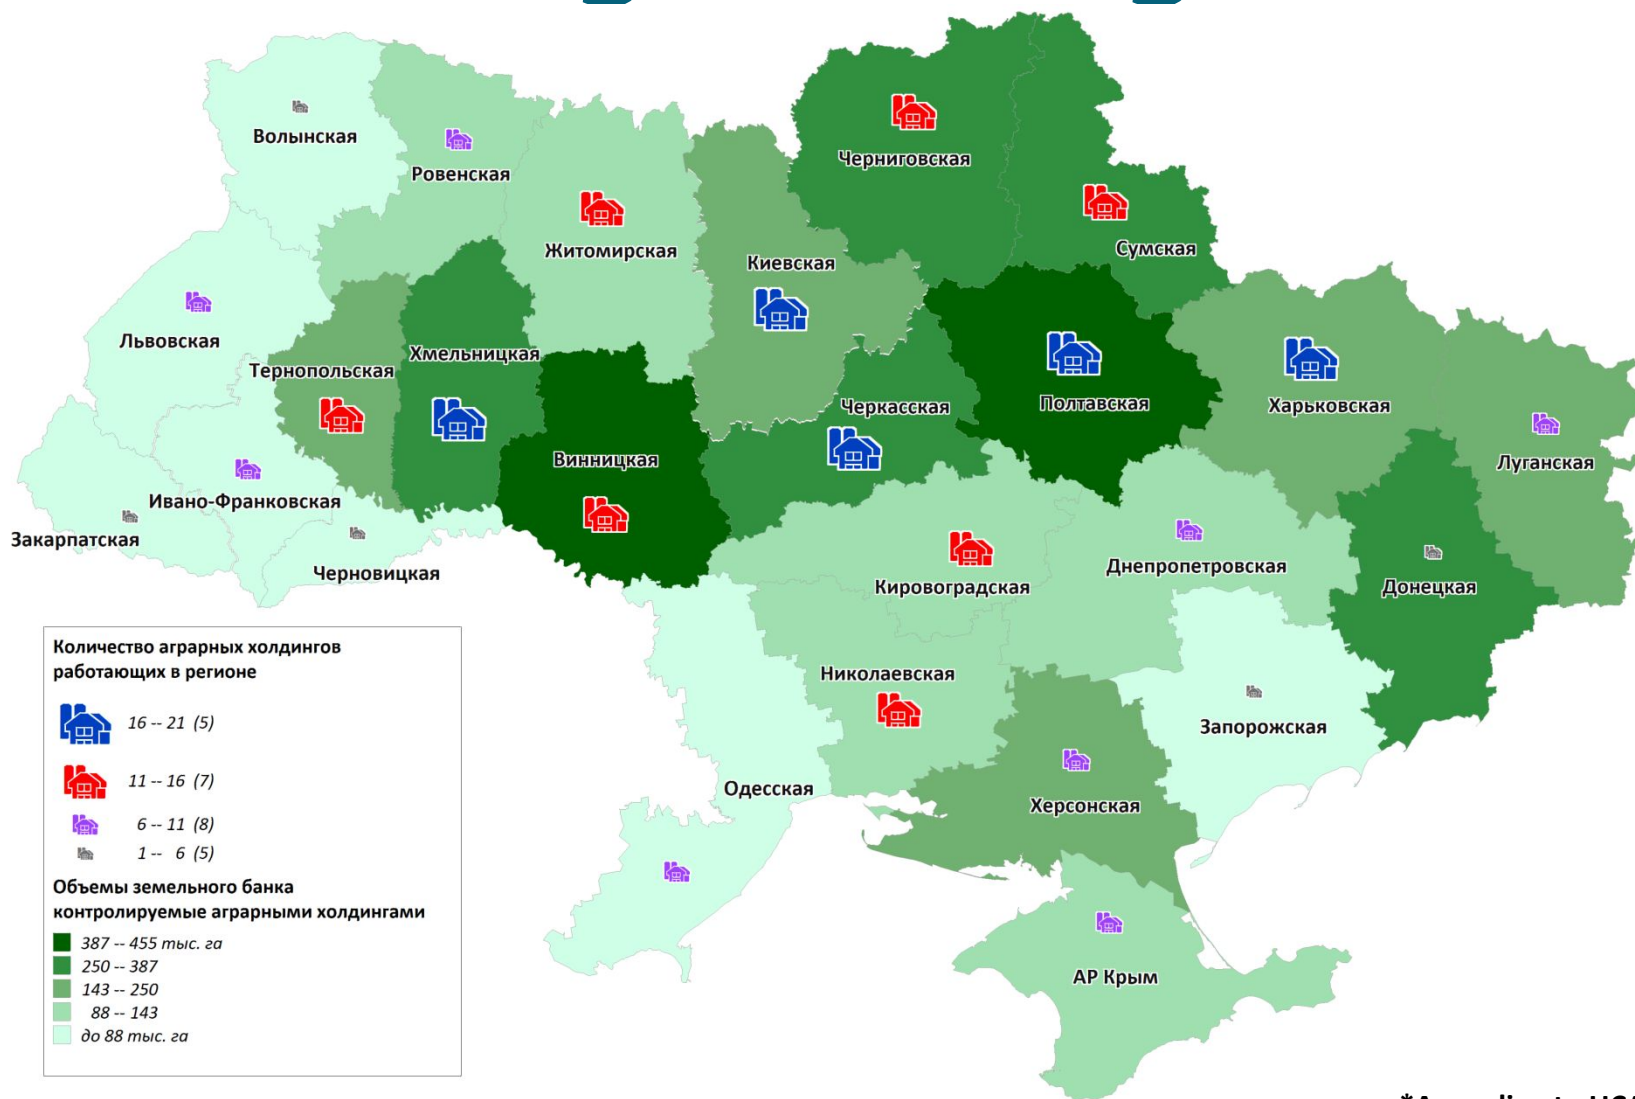 Волынская
Ровенская
Черниговская
Житомирская
Киевская
Сумская
Львовская
Тернопольская
Хмельницкая
Черкасская
Полтавская
Харьковская
Винницкая
Луганская
Ивано-Франковская
Закарпатская
Черновицкая
Кировоградская
Днепропетровская
Донецкая
Николаевская
Запорожская
Одесская
Херсонская
АР Крым
Количество аграрных холдингов
работающих в регионе
16 -- 21 (5)
11 -- 16 (7)
6 -- 11 (8)
1 -- 6 (5)
Объемы земельного банка
контролируемые аграрными холдингами
387 -- 455 тыс. га
250 -- 387
143 -- 250
88 -- 143
до 88 тыс. га